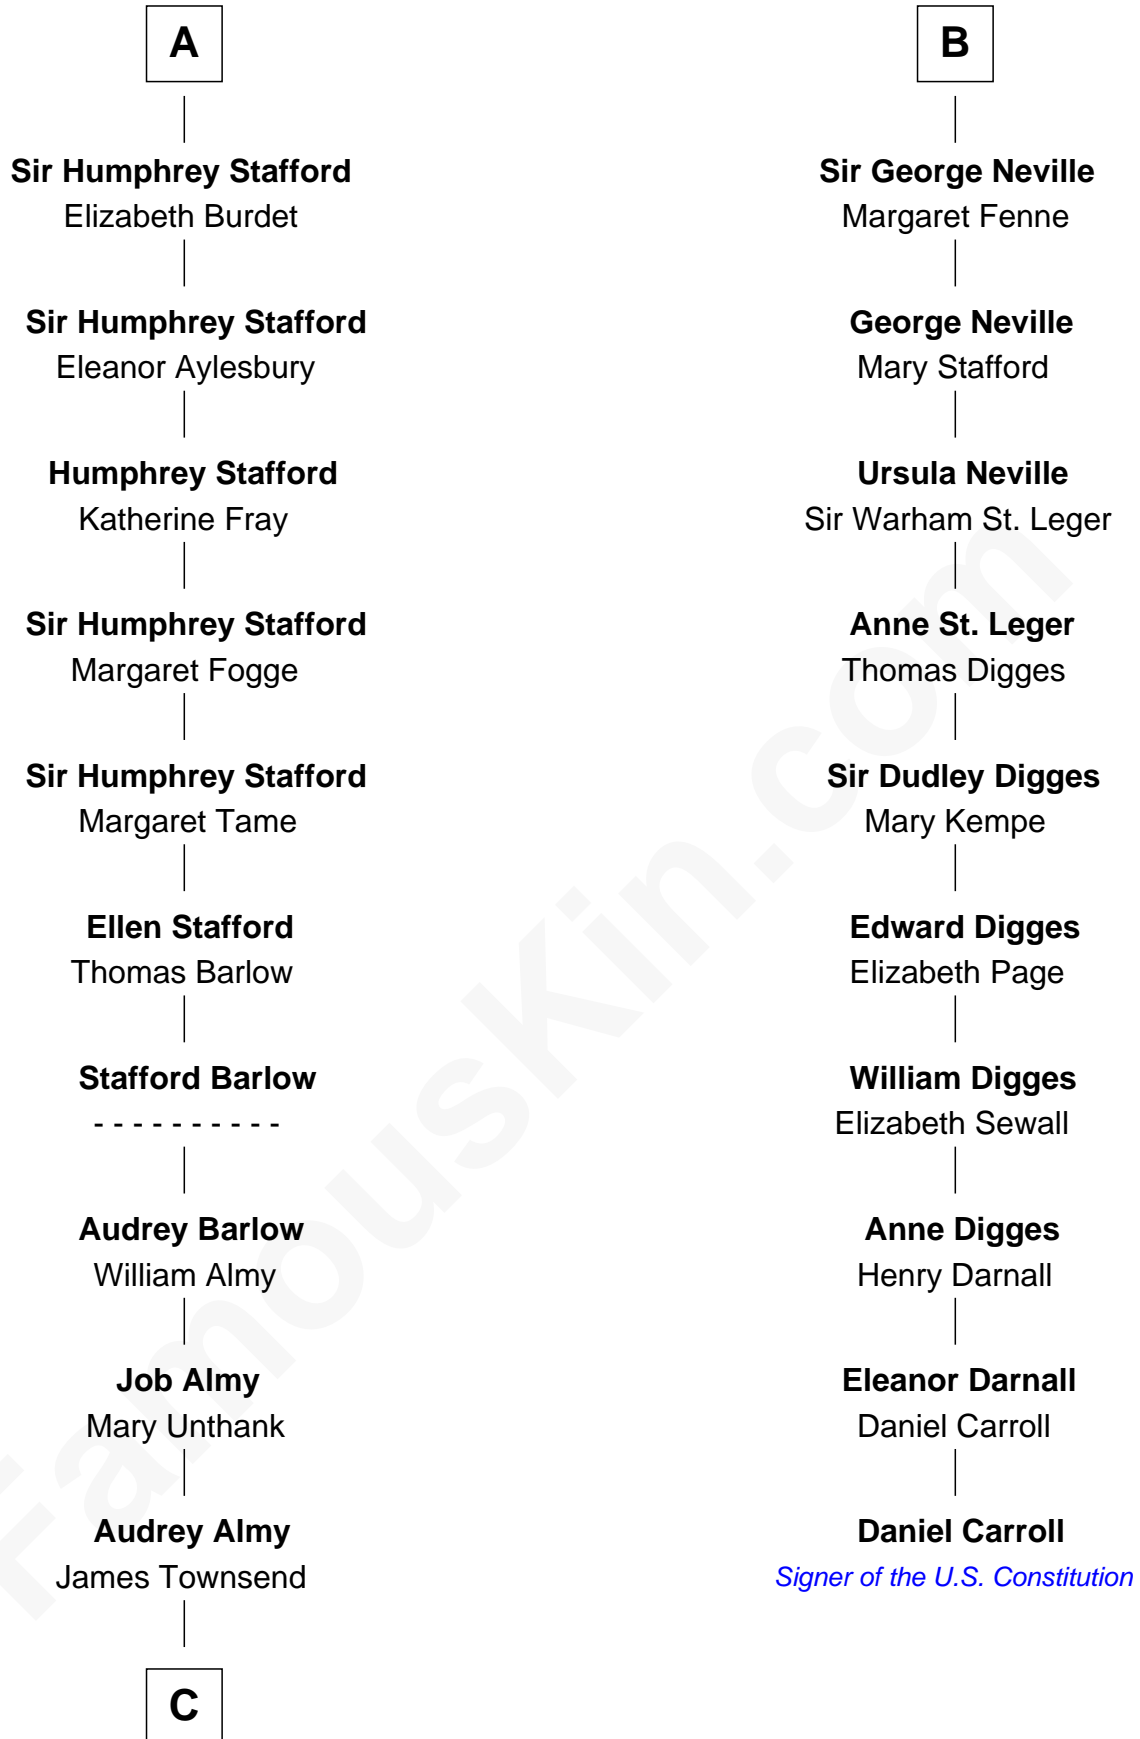 A
Sir Humphrey Stafford
Elizabeth Burdet
Sir Humphrey Stafford
Eleanor Aylesbury
Humphrey Stafford
Katherine Fray
Sir Humphrey Stafford
Margaret Fogge
Sir Humphrey Stafford
Margaret Tame
Ellen Stafford
Thomas Barlow
Stafford Barlow
- - - - - - - - - -
Audrey Barlow
William Almy
Job Almy
Mary Unthank
Audrey Almy
James Townsend
C
B
Sir George Neville
Margaret Fenne
George Neville
Mary Stafford
Ursula Neville
Sir Warham St. Leger
Anne St. Leger
Thomas Digges
Sir Dudley Digges
Mary Kempe
Edward Digges
Elizabeth Page
William Digges
Elizabeth Sewall
Anne Digges
Henry Darnall
Eleanor Darnall
Daniel Carroll
Daniel Carroll
Signer of the U.S. Constitution
FamousKin.com